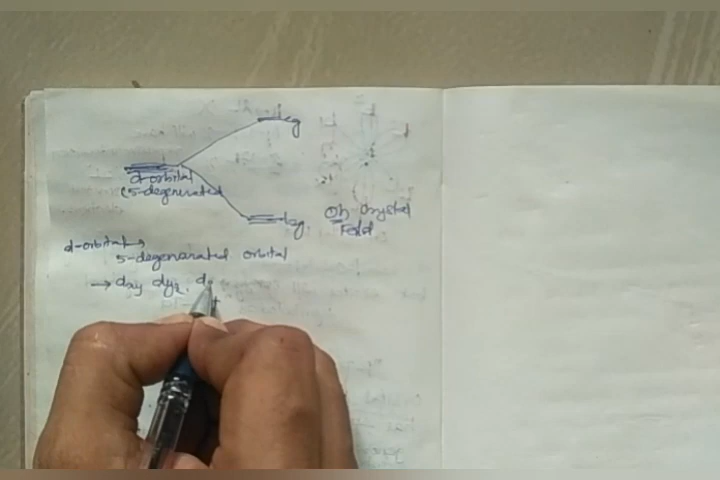 eg
d-orbital
(5-degenerated
t2g
Oh crystal
Field
d-orbital →
5-degenerated orbital
→ dxy dyz, d